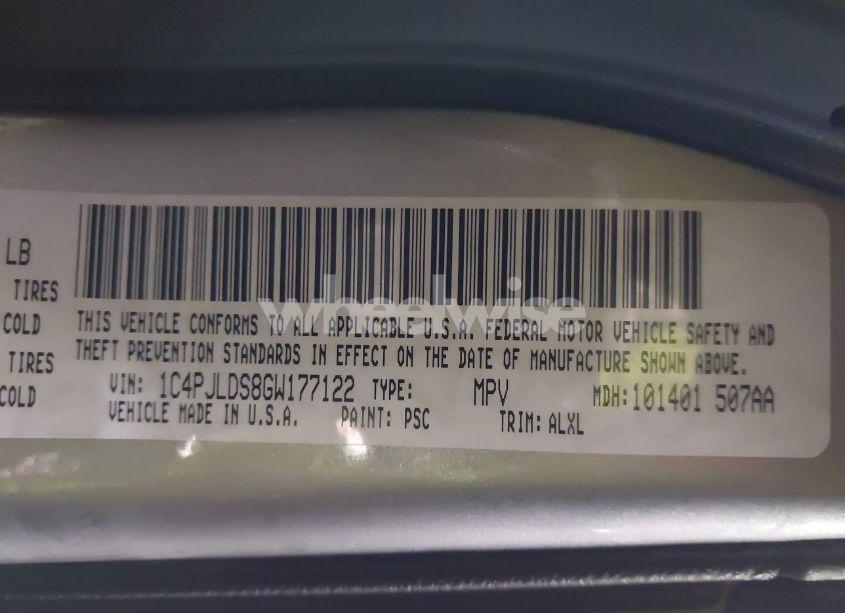 LB
TIRES
COLD
TIRES
COLD
wheelwise
THIS VEHICLE CONFORMS TO ALL APPLICABLE U.S.A. FEDERAL MOTOR VEHICLE SAFETY AND
THEFT PREVENTION STANDARDS IN EFFECT ON THE DATE OF MANUFACTURE SHOWN ABOVE.
VIN: 1C4PJLDS8GW177122 TYPE: MPV MDH:101401 507AA
VEHICLE MADE IN U.S.A. PAINT: PSC TRIM: ALXL